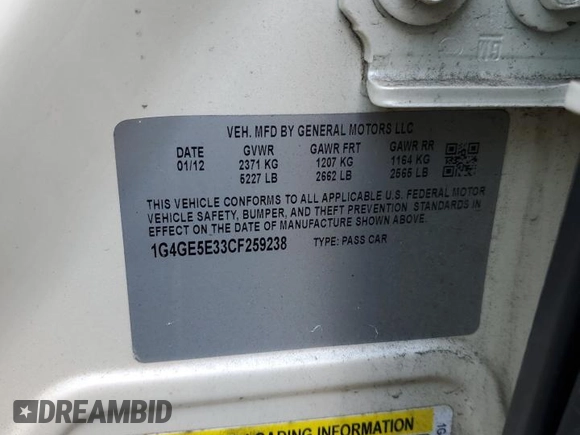 VEH. MFD BY GENERAL MOTORS LLC
DATE GVWR GAWR FRT GAWR RR
01/12 2371 KG 1207 KG 1164 KG
5227 LB 2662 LB 2565 LB
THIS VEHICLE CONFORMS TO ALL APPLICABLE U.S. FEDERAL MOTOR
VEHICLE SAFETY, BUMPER, AND THEFT PREVENTION STANDARDS IN
EFFECT ON THE DATE OF MANUFACTURE SHOWN ABOVE.
1G4GE5E33CF259238 TYPE: PASS CAR
DREAMBID
INFORMATION